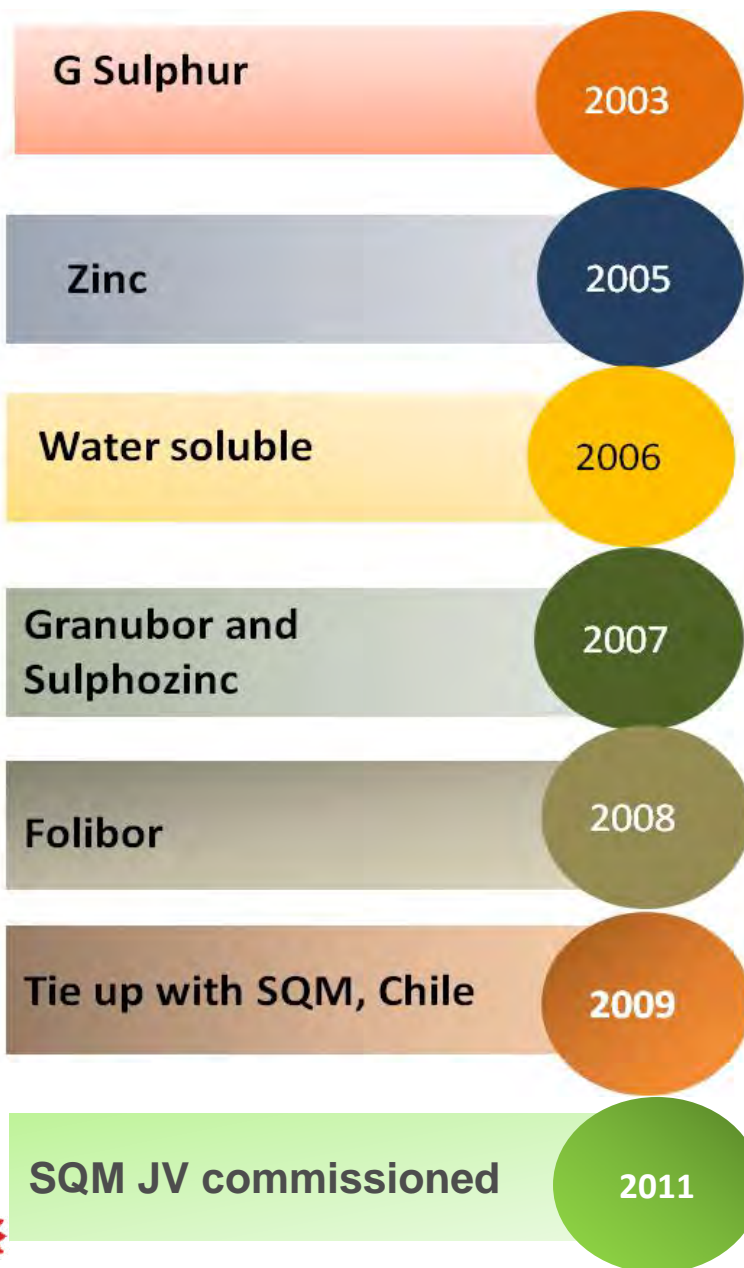 G Sulphur
2003
Zinc
2005
Water soluble
2006
Granubor and
Sulphozinc
2007
Folibor
2008
Tie up with SQM, Chile
2009
SQM JV commissioned
2011